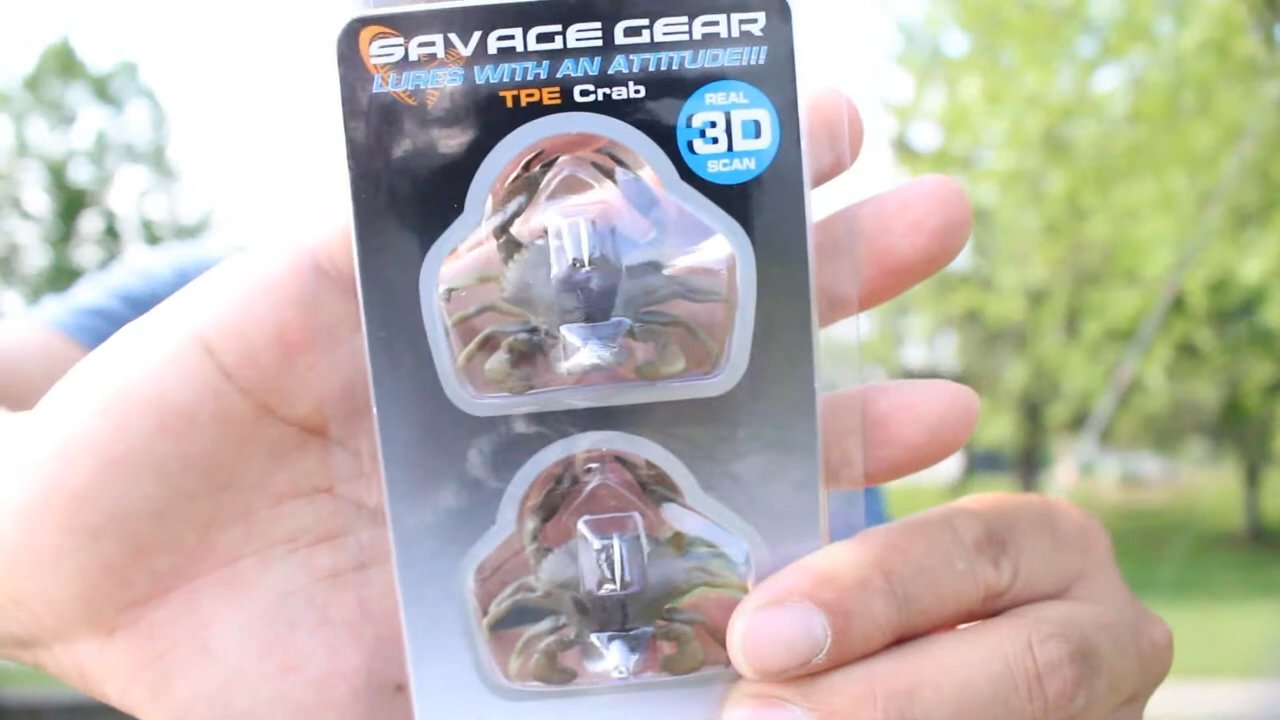 SAVAGE GEAR
LURES WITH AN ATTITUDE!!!
TPE Crab
REAL
3D
SCAN